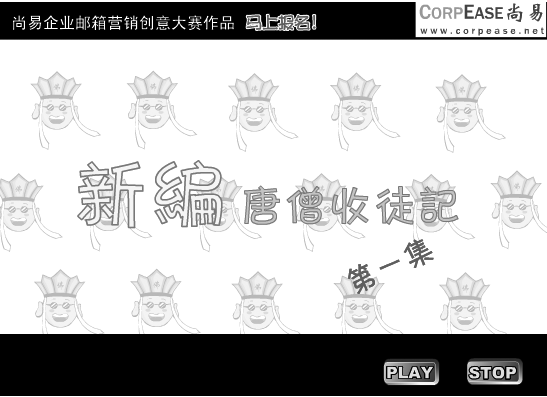 尚易企业邮箱营销创意大赛作品 马上报名!
CORPEASE尚易
www.corpease.net
新編 唐僧收徒記
第一集
PLAY STOP